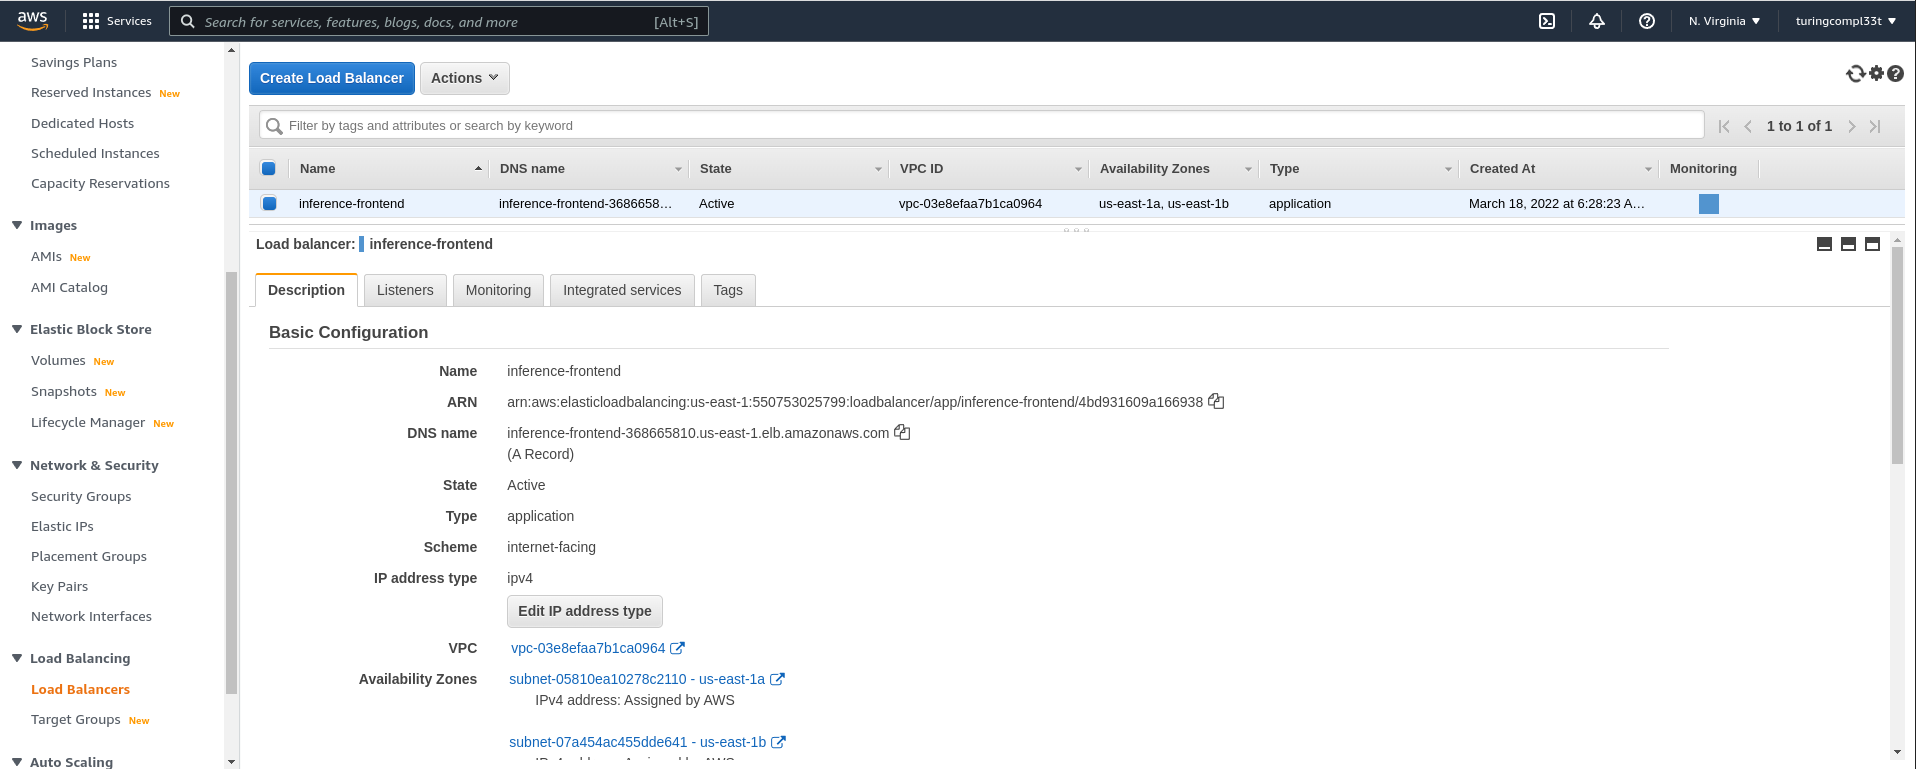 aws
Services
Search for services, features, blogs, docs, and more
[Alt+S]
N. Virginia
turingcompl33t
Savings Plans
Reserved Instances New
Dedicated Hosts
Scheduled Instances
Capacity Reservations
Images
AMIs New
AMI Catalog
Elastic Block Store
Volumes New
Snapshots New
Lifecycle Manager New
Network & Security
Security Groups
Elastic IPs
Placement Groups
Key Pairs
Network Interfaces
Load Balancing
Load Balancers
Target Groups New
Auto Scaling
Create Load Balancer
Actions
Filter by tags and attributes or search by keyword
1 to 1 of 1
Name DNS name State VPC ID Availability Zones Type Created At Monitoring
inference-frontend inference-frontend-3686658... Active vpc-03e8efaa7b1ca0964 us-east-1a, us-east-1b application March 18, 2022 at 6:28:23 A...
Load balancer: inference-frontend
Description Listeners Monitoring Integrated services Tags
Basic Configuration
Name inference-frontend
ARN arn:aws:elasticloadbalancing:us-east-1:550753025799:loadbalancer/app/inference-frontend/4bd931609a166938
DNS name inference-frontend-368665810.us-east-1.elb.amazonaws.com
(A Record)
State Active
Type application
Scheme internet-facing
IP address type ipv4
Edit IP address type
VPC vpc-03e8efaa7b1ca0964
Availability Zones subnet-05810ea10278c2110 - us-east-1a
IPv4 address: Assigned by AWS
subnet-07a454ac455dde641 - us-east-1b